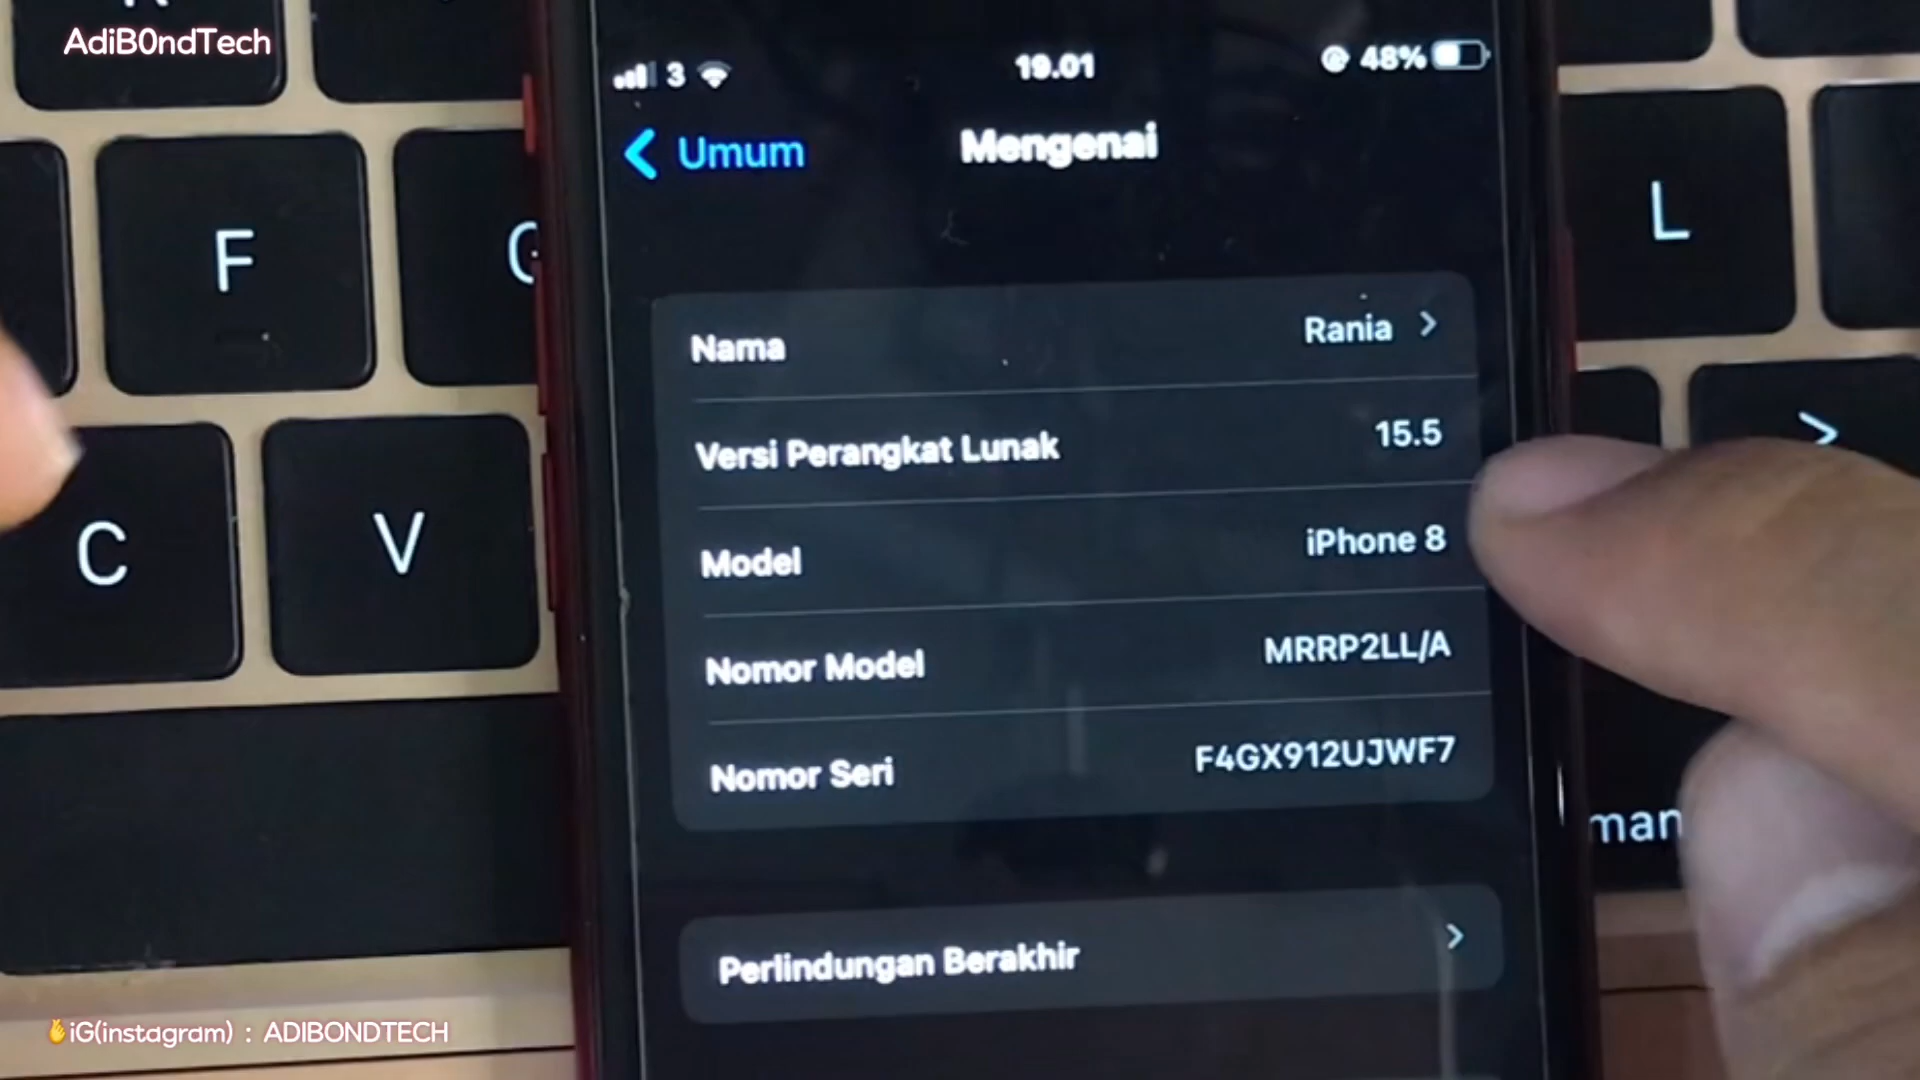 AdiB0ndTech
3
19.01
48%
Umum
Mengenai
F
L
Nama
Rania
Versi Perangkat Lunak
15.5
>
C
V
Model
iPhone 8
Nomor Model
MRRP2LL/A
Nomor Seri
F4GX912UJWF7
man
Perlindungan Berakhir
iG(instagram) : ADIBONDTECH